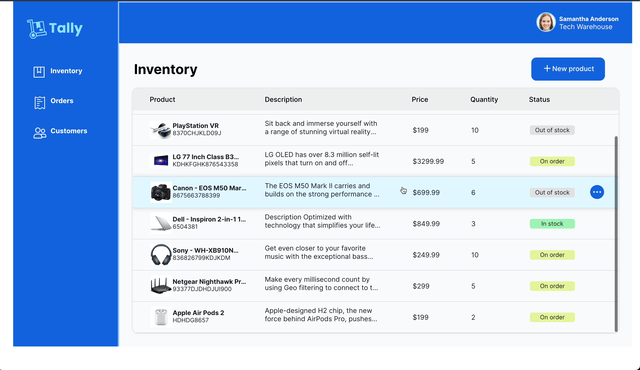 Tally
Samantha Anderson
Tech Warehouse
Inventory
Orders
Customers
Inventory
+ New product
Product Description Price Quantity Status
PlayStation VR
8370CHJKLD09J
Sit back and immerse yourself with
a range of stunning virtual reality...
$199 10 Out of stock
LG 77 Inch Class B3...
KDHKFGHK876543358
LG OLED has over 8.3 million self-lit
pixels that turn on and off...
$3299.99 5 On order
Canon - EOS M50 Mar...
8675663788399
The EOS M50 Mark II carries and
builds on the strong performance ...
$699.99 6 Out of stock
Dell - Inspiron 2-in-1 1...
6504381
Description Optimized with
technology that simplifies your life...
$849.99 3 In stock
Sony - WH-XB910N...
836826799KDJKDM
Get even closer to your favorite
music with the exceptional bass...
$249.99 10 On order
Netgear Nighthawk Pr...
93377DJDHDJUI900
Make every millisecond count by
using Geo filtering to connect to t...
$299 5 On order
Apple Air Pods 2
HDHDG8657
Apple-designed H2 chip, the new
force behind AirPods Pro, pushes...
$199 2 On order